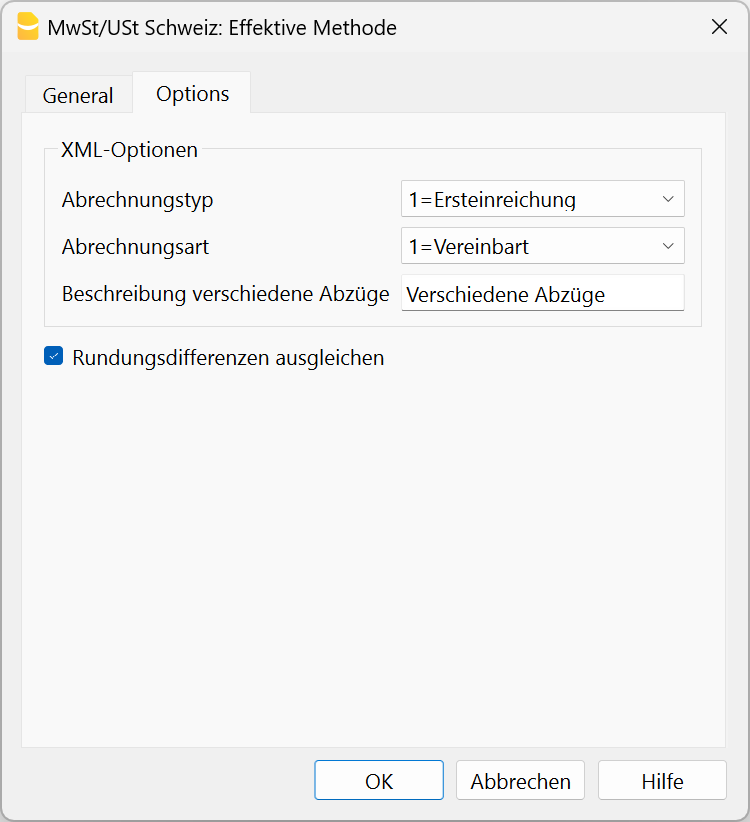 MwSt/USt Schweiz: Effektive Methode
General Options
XML-Optionen
Abrechnungstyp 1=Ersteinreichung
Abrechnungsart 1=Vereinbart
Beschreibung verschiedene Abzüge Verschiedene Abzüge
Rundungsdifferenzen ausgleichen
OK Abbrechen Hilfe